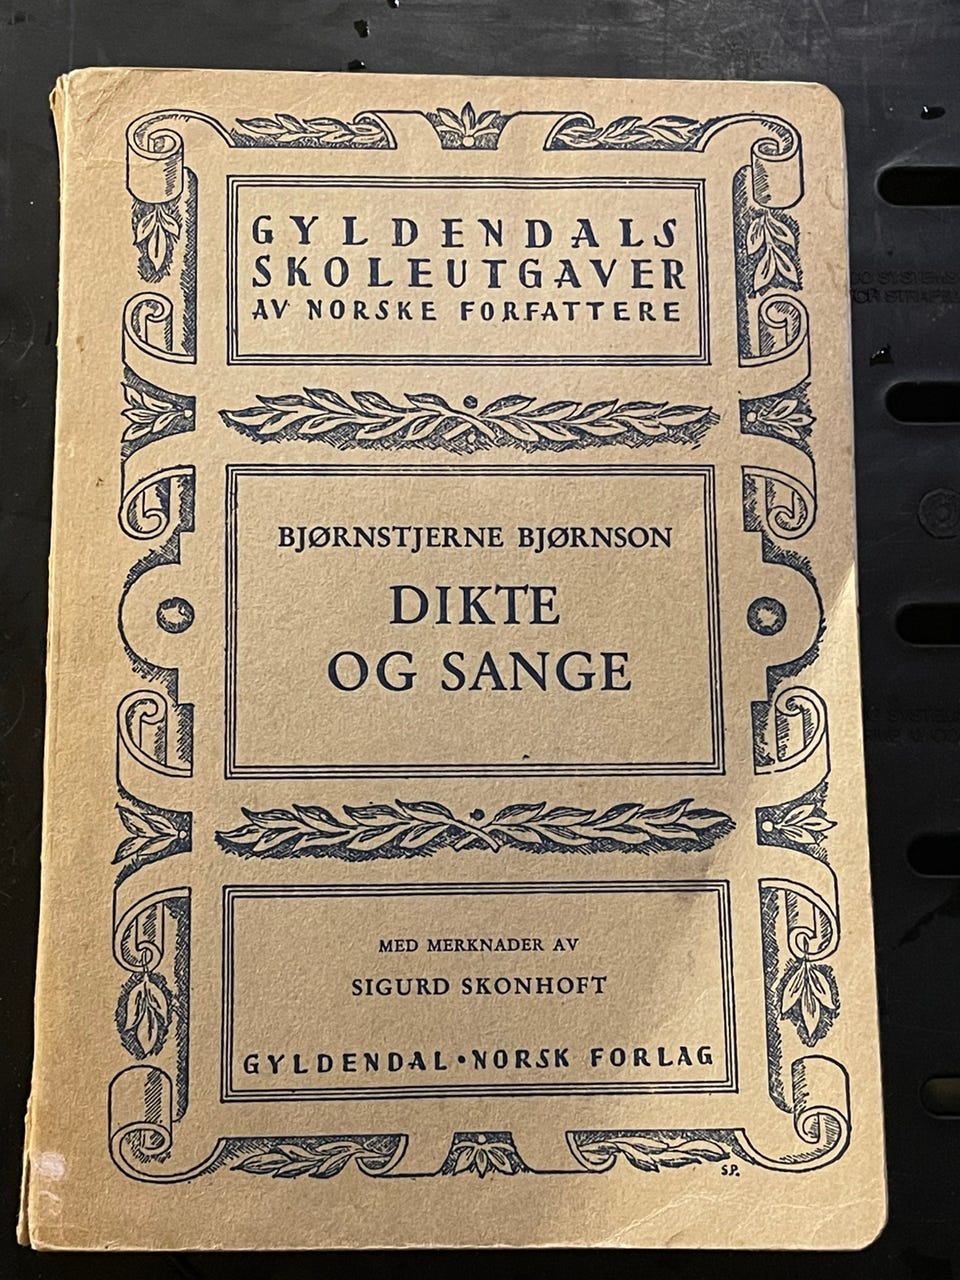 GYLDENDALS
SKOLEUTGAVER
AV NORSKE FORFATTERE
BJØRNSTJERNE BJØRNSON
DIKTE
OG SANGE
MED MERKNADER AV
SIGURD SKONHOFT
GYLDENDAL • NORSK FORLAG
S.P.